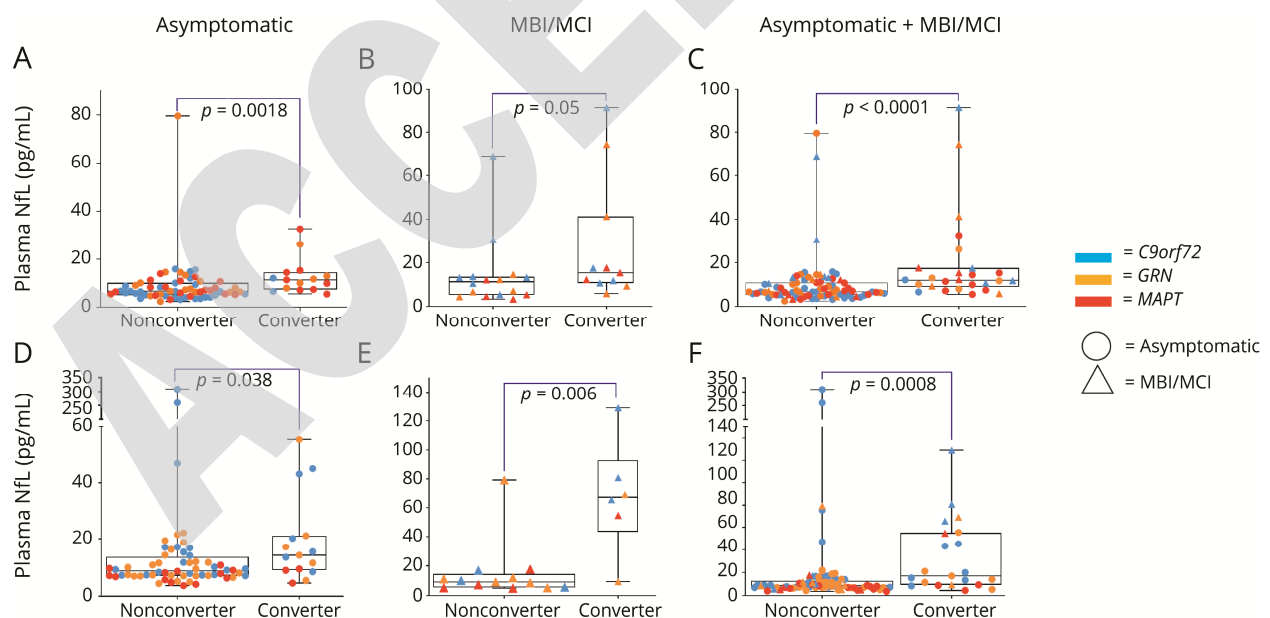 Asymptomatic
MBI/MCI
Asymptomatic + MBI/MCI
A
B
C
Plasma NfL (pg/mL)
80
60
40
20
0
p = 0.0018
Nonconverter
Converter
100
80
60
40
20
0
p = 0.05
Nonconverter
Converter
100
80
60
40
20
0
p < 0.0001
Nonconverter
Converter
= C9orf72
= GRN
= MAPT
= Asymptomatic
= MBI/MCI
D
E
F
Plasma NfL (pg/mL)
350
300
250
60
40
20
0
p = 0.038
Nonconverter
Converter
140
120
100
80
60
40
20
0
p = 0.006
Nonconverter
Converter
350
300
250
140
120
100
80
60
40
20
0
p = 0.0008
Nonconverter
Converter
ACCE